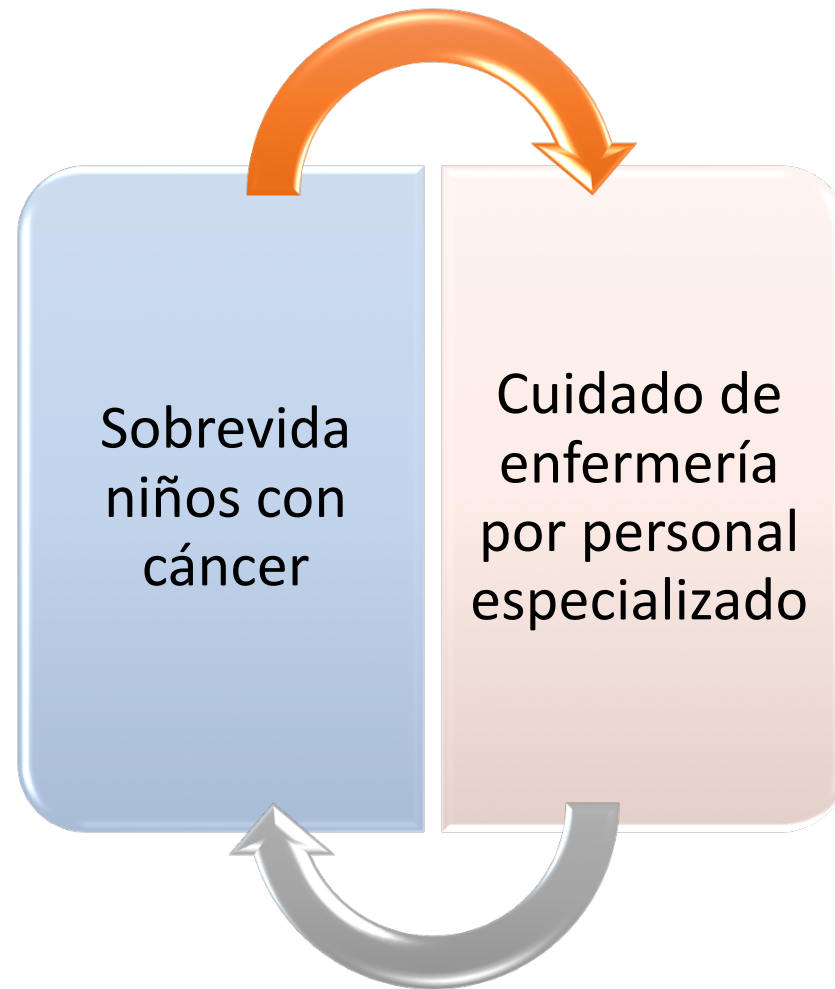 Sobrevida
niños con
cáncer
Cuidado de
enfermería
por personal
especializado